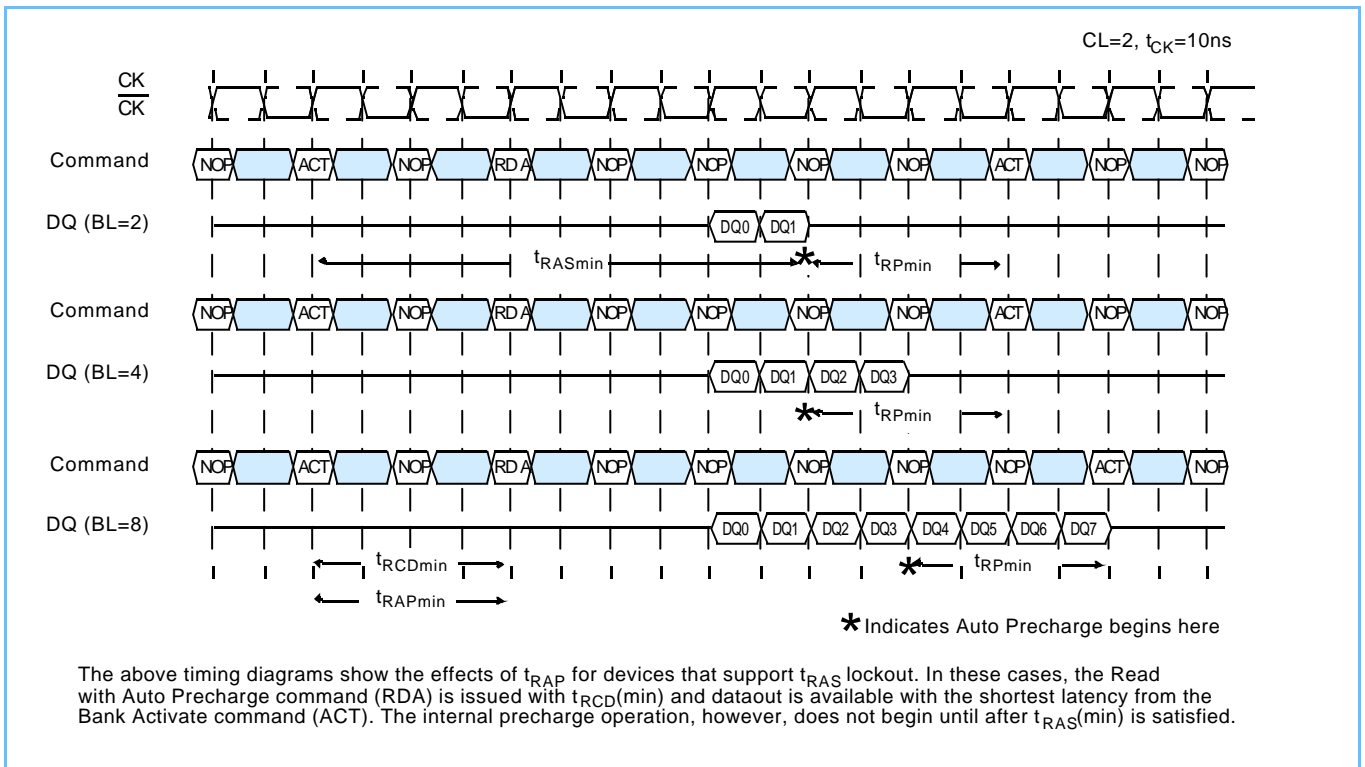 CL=2, tCK=10ns
CK
CK
Command NOP ACT NOP RDA NOP NOP NOP NOP ACT NOP NOP
DQ (BL=2) DQ0 DQ1
tRASmin * tRPmin
Command NOP ACT NOP RDA NOP NOP NOP NOP ACT NOP NOP
DQ (BL=4) DQ0 DQ1 DQ2 DQ3
* tRPmin
Command NOP ACT NOP RDA NOP NOP NOP NOP NOP ACT NOP
DQ (BL=8) DQ0 DQ1 DQ2 DQ3 DQ4 DQ5 DQ6 DQ7
tRCDmin * tRPmin
tRAPmin
* Indicates Auto Precharge begins here
The above timing diagrams show the effects of tRAP for devices that support tRAS lockout. In these cases, the Read
with Auto Precharge command (RDA) is issued with tRCD(min) and dataout is available with the shortest latency from the
Bank Activate command (ACT). The internal precharge operation, however, does not begin until after tRAS(min) is satisfied.